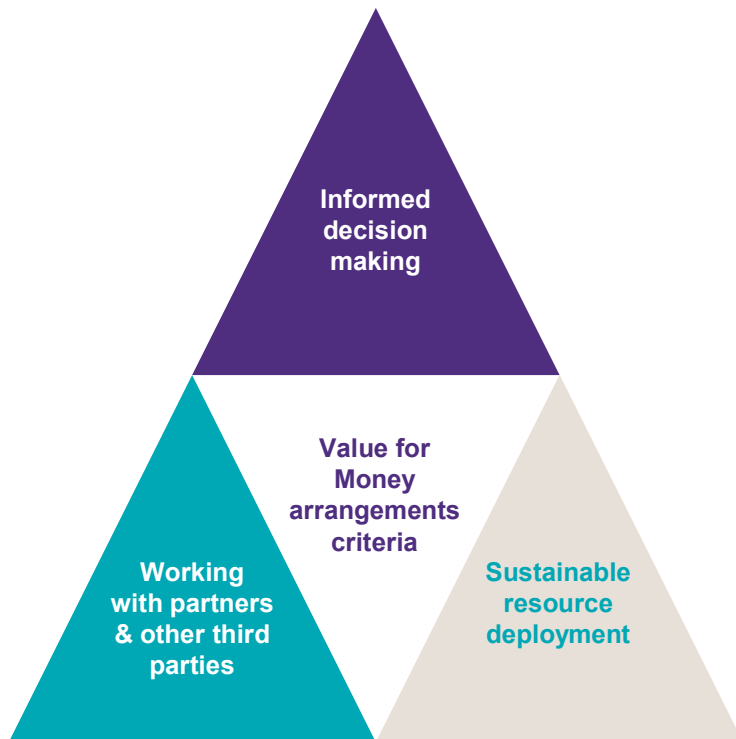 Informed
decision
making
Value for
Money
arrangements
criteria
Working
with partners
& other third
parties
Sustainable
resource
deployment